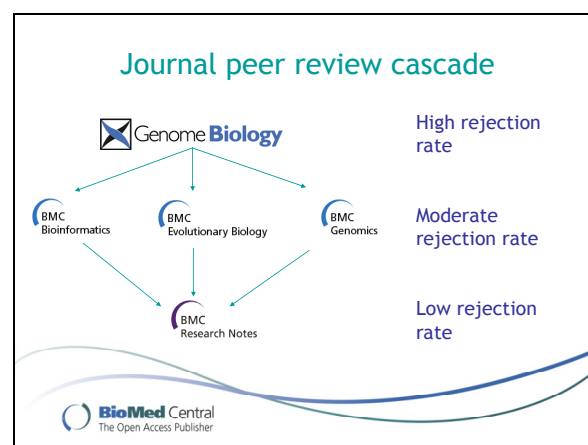 Journal peer review cascade
Genome Biology
High rejection
rate
BMC
Bioinformatics
BMC
Evolutionary Biology
BMC
Genomics
Moderate
rejection rate
BMC
Research Notes
Low rejection
rate
BioMed Central
The Open Access Publisher